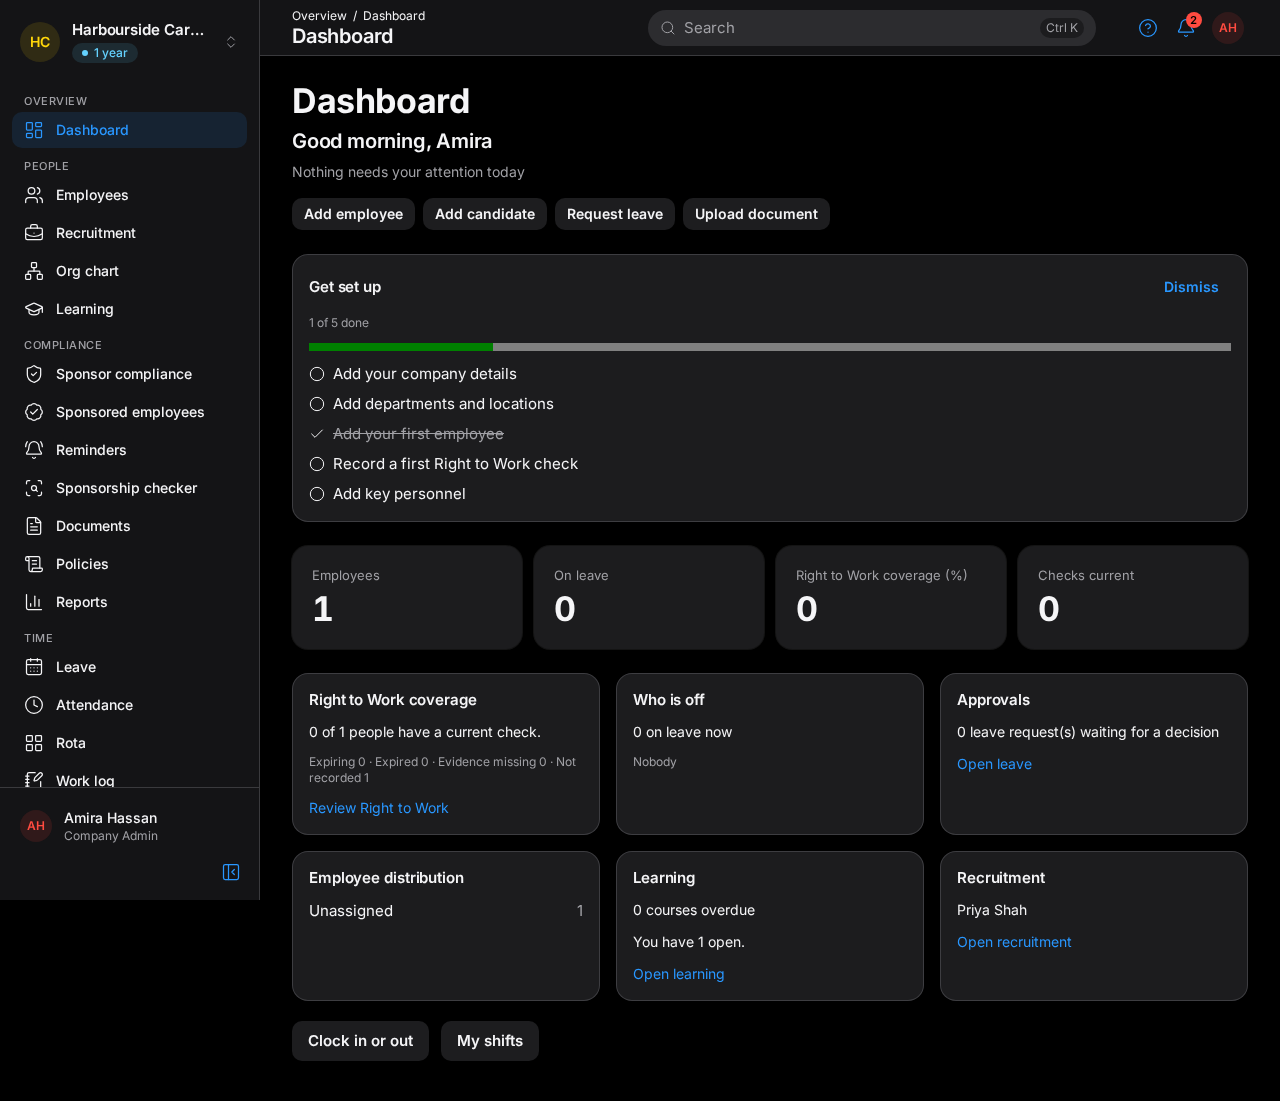 HC
Harbourside Car...
1 year
OVERVIEW
Dashboard
PEOPLE
Employees
Recruitment
Org chart
Learning
COMPLIANCE
Sponsor compliance
Sponsored employees
Reminders
Sponsorship checker
Documents
Policies
Reports
TIME
Leave
Attendance
Rota
Work log
AH
Amira Hassan
Company Admin
Overview / Dashboard
Dashboard
Search
Ctrl K
2
AH
Dashboard
Good morning, Amira
Nothing needs your attention today
Add employee
Add candidate
Request leave
Upload document
Get set up
Dismiss
1 of 5 done
Add your company details
Add departments and locations
Add your first employee
Record a first Right to Work check
Add key personnel
Employees
1
On leave
0
Right to Work coverage (%)
0
Checks current
0
Right to Work coverage
0 of 1 people have a current check.
Expiring 0 · Expired 0 · Evidence missing 0 · Not
recorded 1
Review Right to Work
Who is off
0 on leave now
Nobody
Approvals
0 leave request(s) waiting for a decision
Open leave
Employee distribution
Unassigned 1
Learning
0 courses overdue
You have 1 open.
Open learning
Recruitment
Priya Shah
Open recruitment
Clock in or out
My shifts